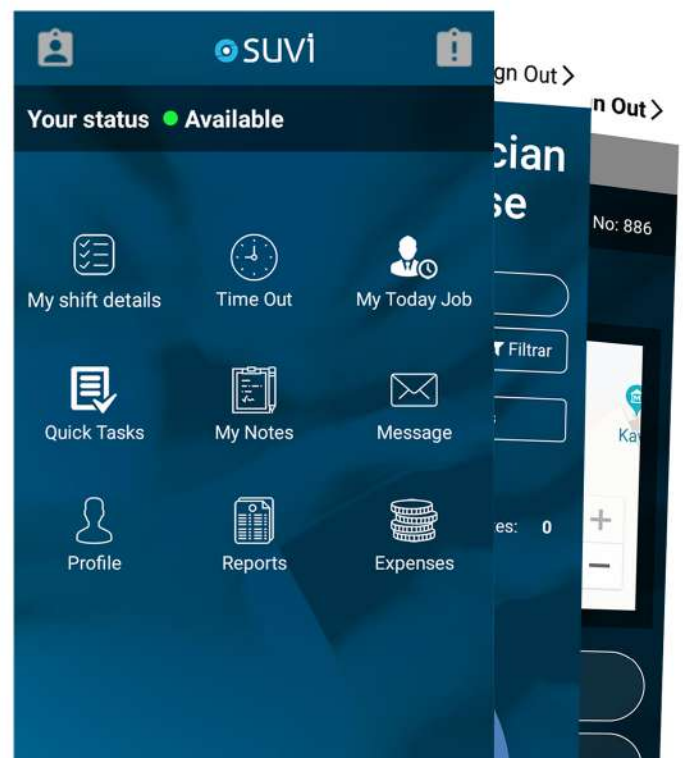 suvi
Your status Available
My shift details
Time Out
My Today Job
Quick Tasks
My Notes
Message
Profile
Reports
Expenses
gn Out >
cian
se
Filtrar
es: 0
n Out >
No: 886
Kav
+
−